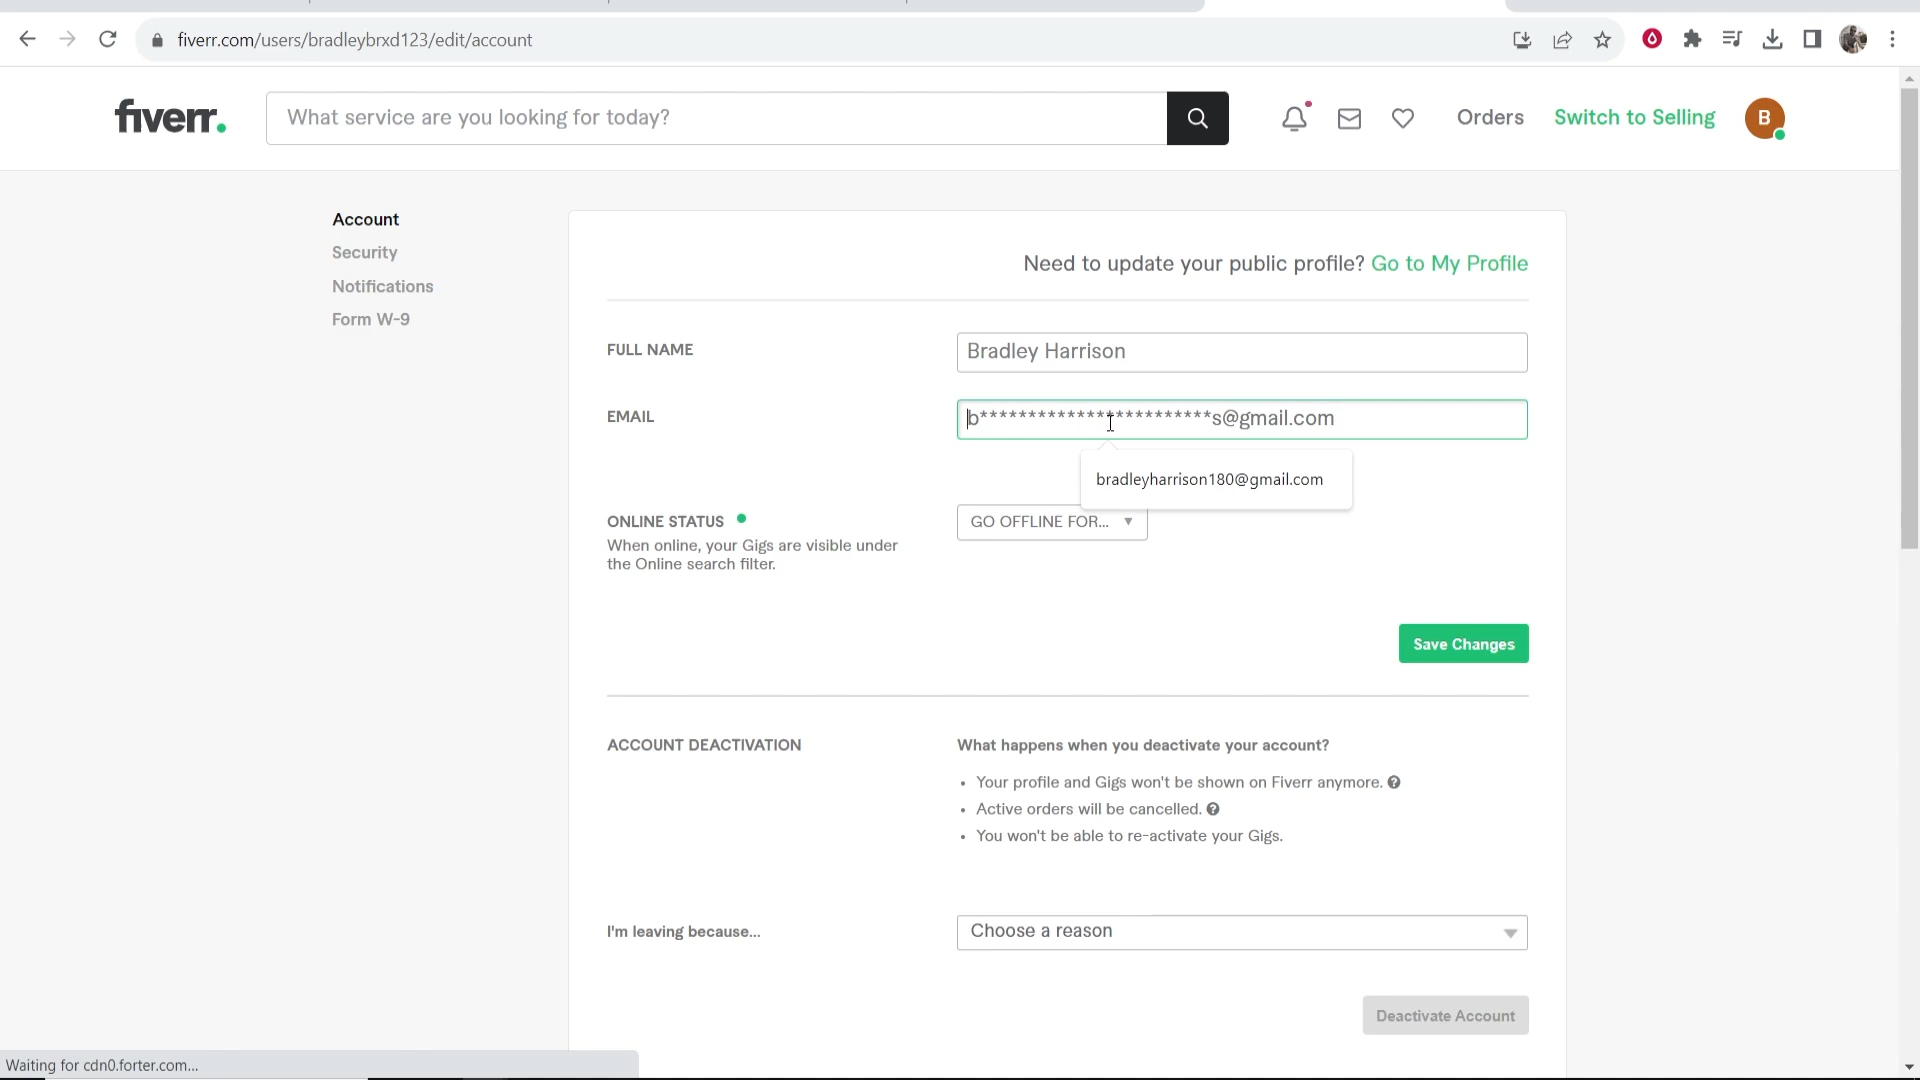 fiverr.com/users/bradleybrxd123/edit/account
fiverr.
What service are you looking for today?
Orders
Switch to Selling
B
Account
Security
Notifications
Form W-9
Need to update your public profile? Go to My Profile
FULL NAME
Bradley Harrison
EMAIL
b************************s@gmail.com
bradleyharrison180@gmail.com
ONLINE STATUS
GO OFFLINE FOR...
When online, your Gigs are visible under
the Online search filter.
Save Changes
ACCOUNT DEACTIVATION
What happens when you deactivate your account?
• Your profile and Gigs won't be shown on Fiverr anymore. ?
• Active orders will be cancelled. ?
• You won't be able to re-activate your Gigs.
I'm leaving because...
Choose a reason
Deactivate Account
Waiting for cdn0.forter.com...